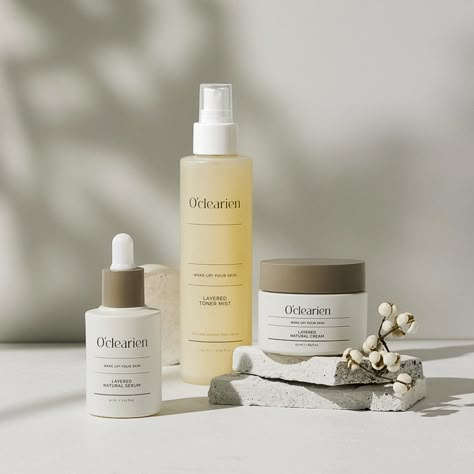 O'clearien
WAKE UP! YOUR SKIN
LAYERED
NATURAL SERUM
O'clearien
WAKE UP! YOUR SKIN
LAYERED
TONER MIST
O'clearien
WAKE UP! YOUR SKIN
LAYERED
NATURAL CREAM